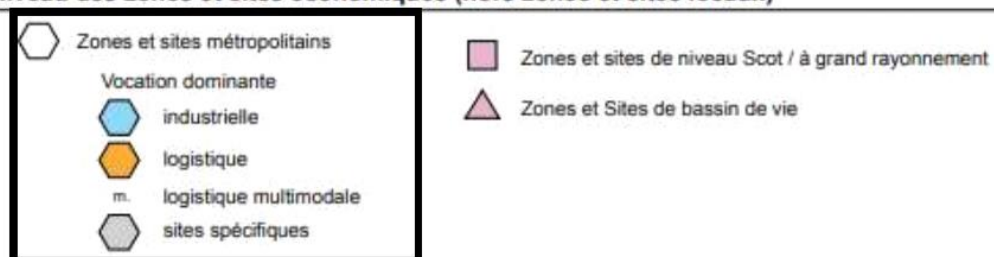 Zones et sites métropolitains
Vocation dominante
industrielle
logistique
m. logistique multimodale
sites spécifiques
Zones et sites de niveau Scot / à grand rayonnement
Zones et Sites de bassin de vie